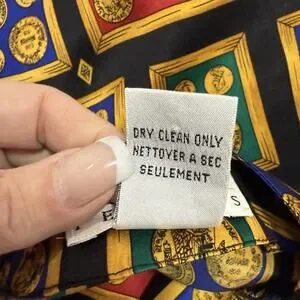 DRY CLEAN ONLY
NETTOYER A SEC
SEULEMENT
S